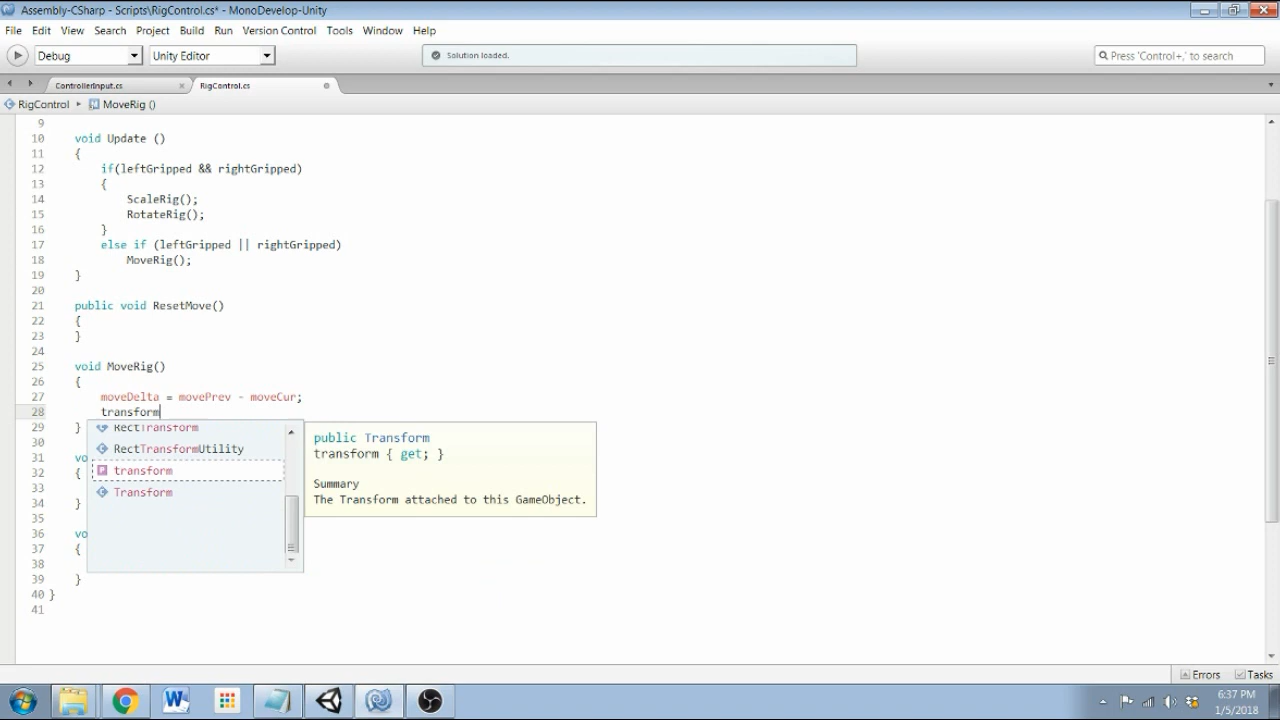 Assembly-CSharp - Scripts\RigControl.cs* - MonoDevelop-Unity
File Edit View Search Project Build Run Version Control Tools Window Help
Debug Unity Editor Solution loaded. Press 'Control+,' to search
ControllerInput.cs RigControl.cs
RigControl MoveRig ()
9
10 void Update ()
11 {
12 if(leftGripped && rightGripped)
13 {
14 ScaleRig();
15 RotateRig();
16 }
17 else if (leftGripped || rightGripped)
18 MoveRig();
19 }
20
21 public void ResetMove()
22 {
23 }
24
25 void MoveRig()
26 {
27 moveDelta = movePrev - moveCur;
28 transform
29 }
30
31 vo
32 {
33
34 }
35
36 vo
37 {
38
39 }
40 }
41
RectTransform
RectTransformUtility
transform
Transform
public Transform
transform { get; }
Summary
The Transform attached to this GameObject.
Errors Tasks
6:37 PM
1/5/2018